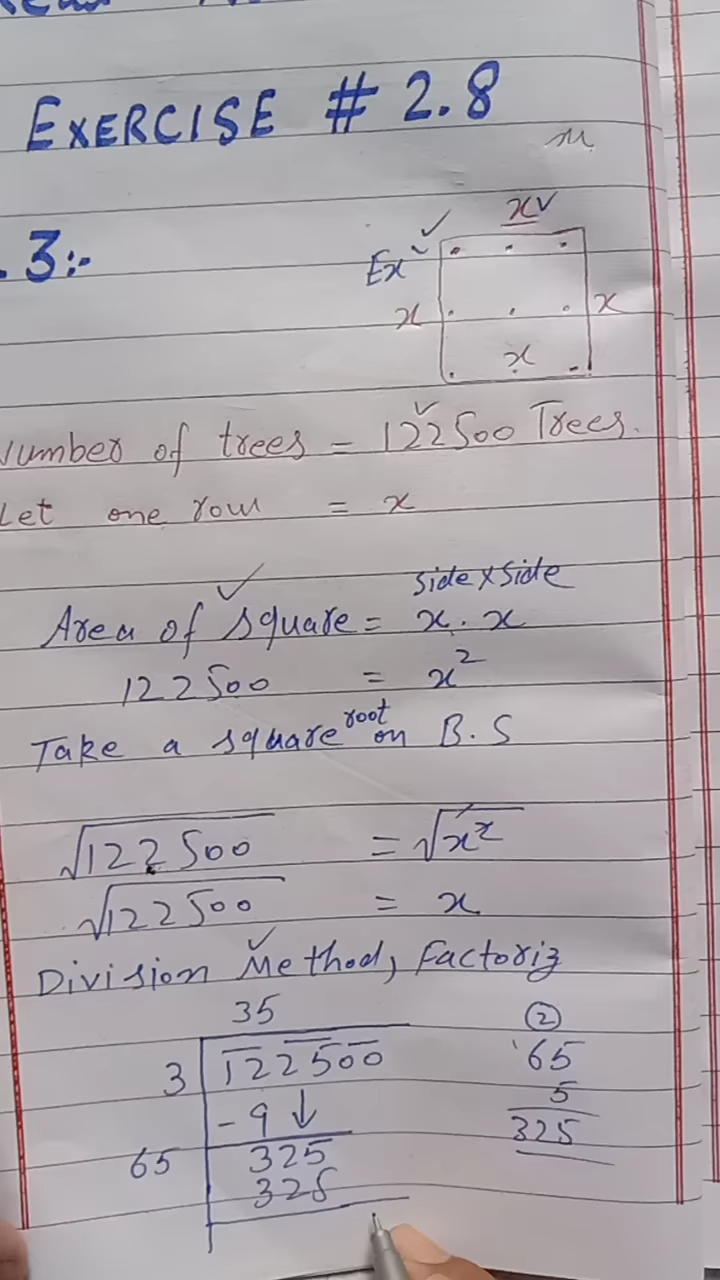 EXERCISE # 2.8
x
.3:-
Ex
x x
x
Number of trees = 122500 Trees.
Let one row = x
side x side
Area of square = x . x
122500 = x²
Take a square root on B.S
√122500 = √x²
√122500 = x
Division Method, Factoriz
35 ②
3 122500 65
- 9 ↓ 5
325
65 325
325